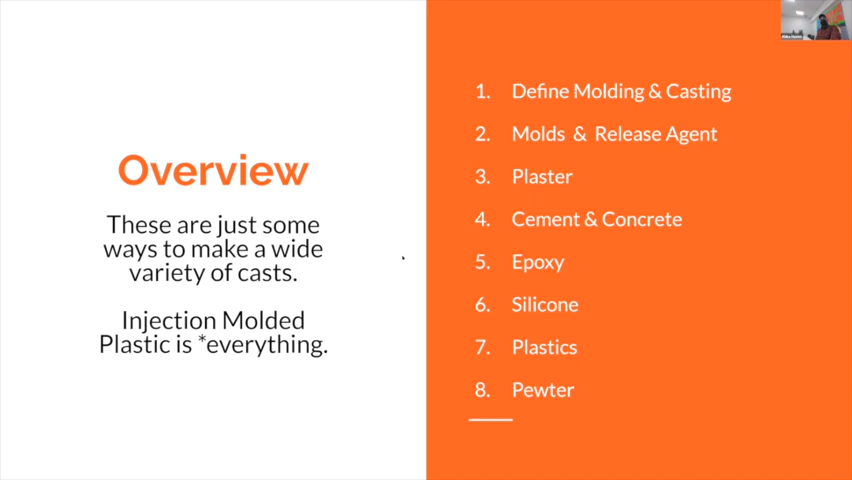 Overview
These are just some
ways to make a wide
variety of casts.
Injection Molded
Plastic is *everything.
1. Define Molding & Casting
2. Molds & Release Agent
3. Plaster
4. Cement & Concrete
5. Epoxy
6. Silicone
7. Plastics
8. Pewter